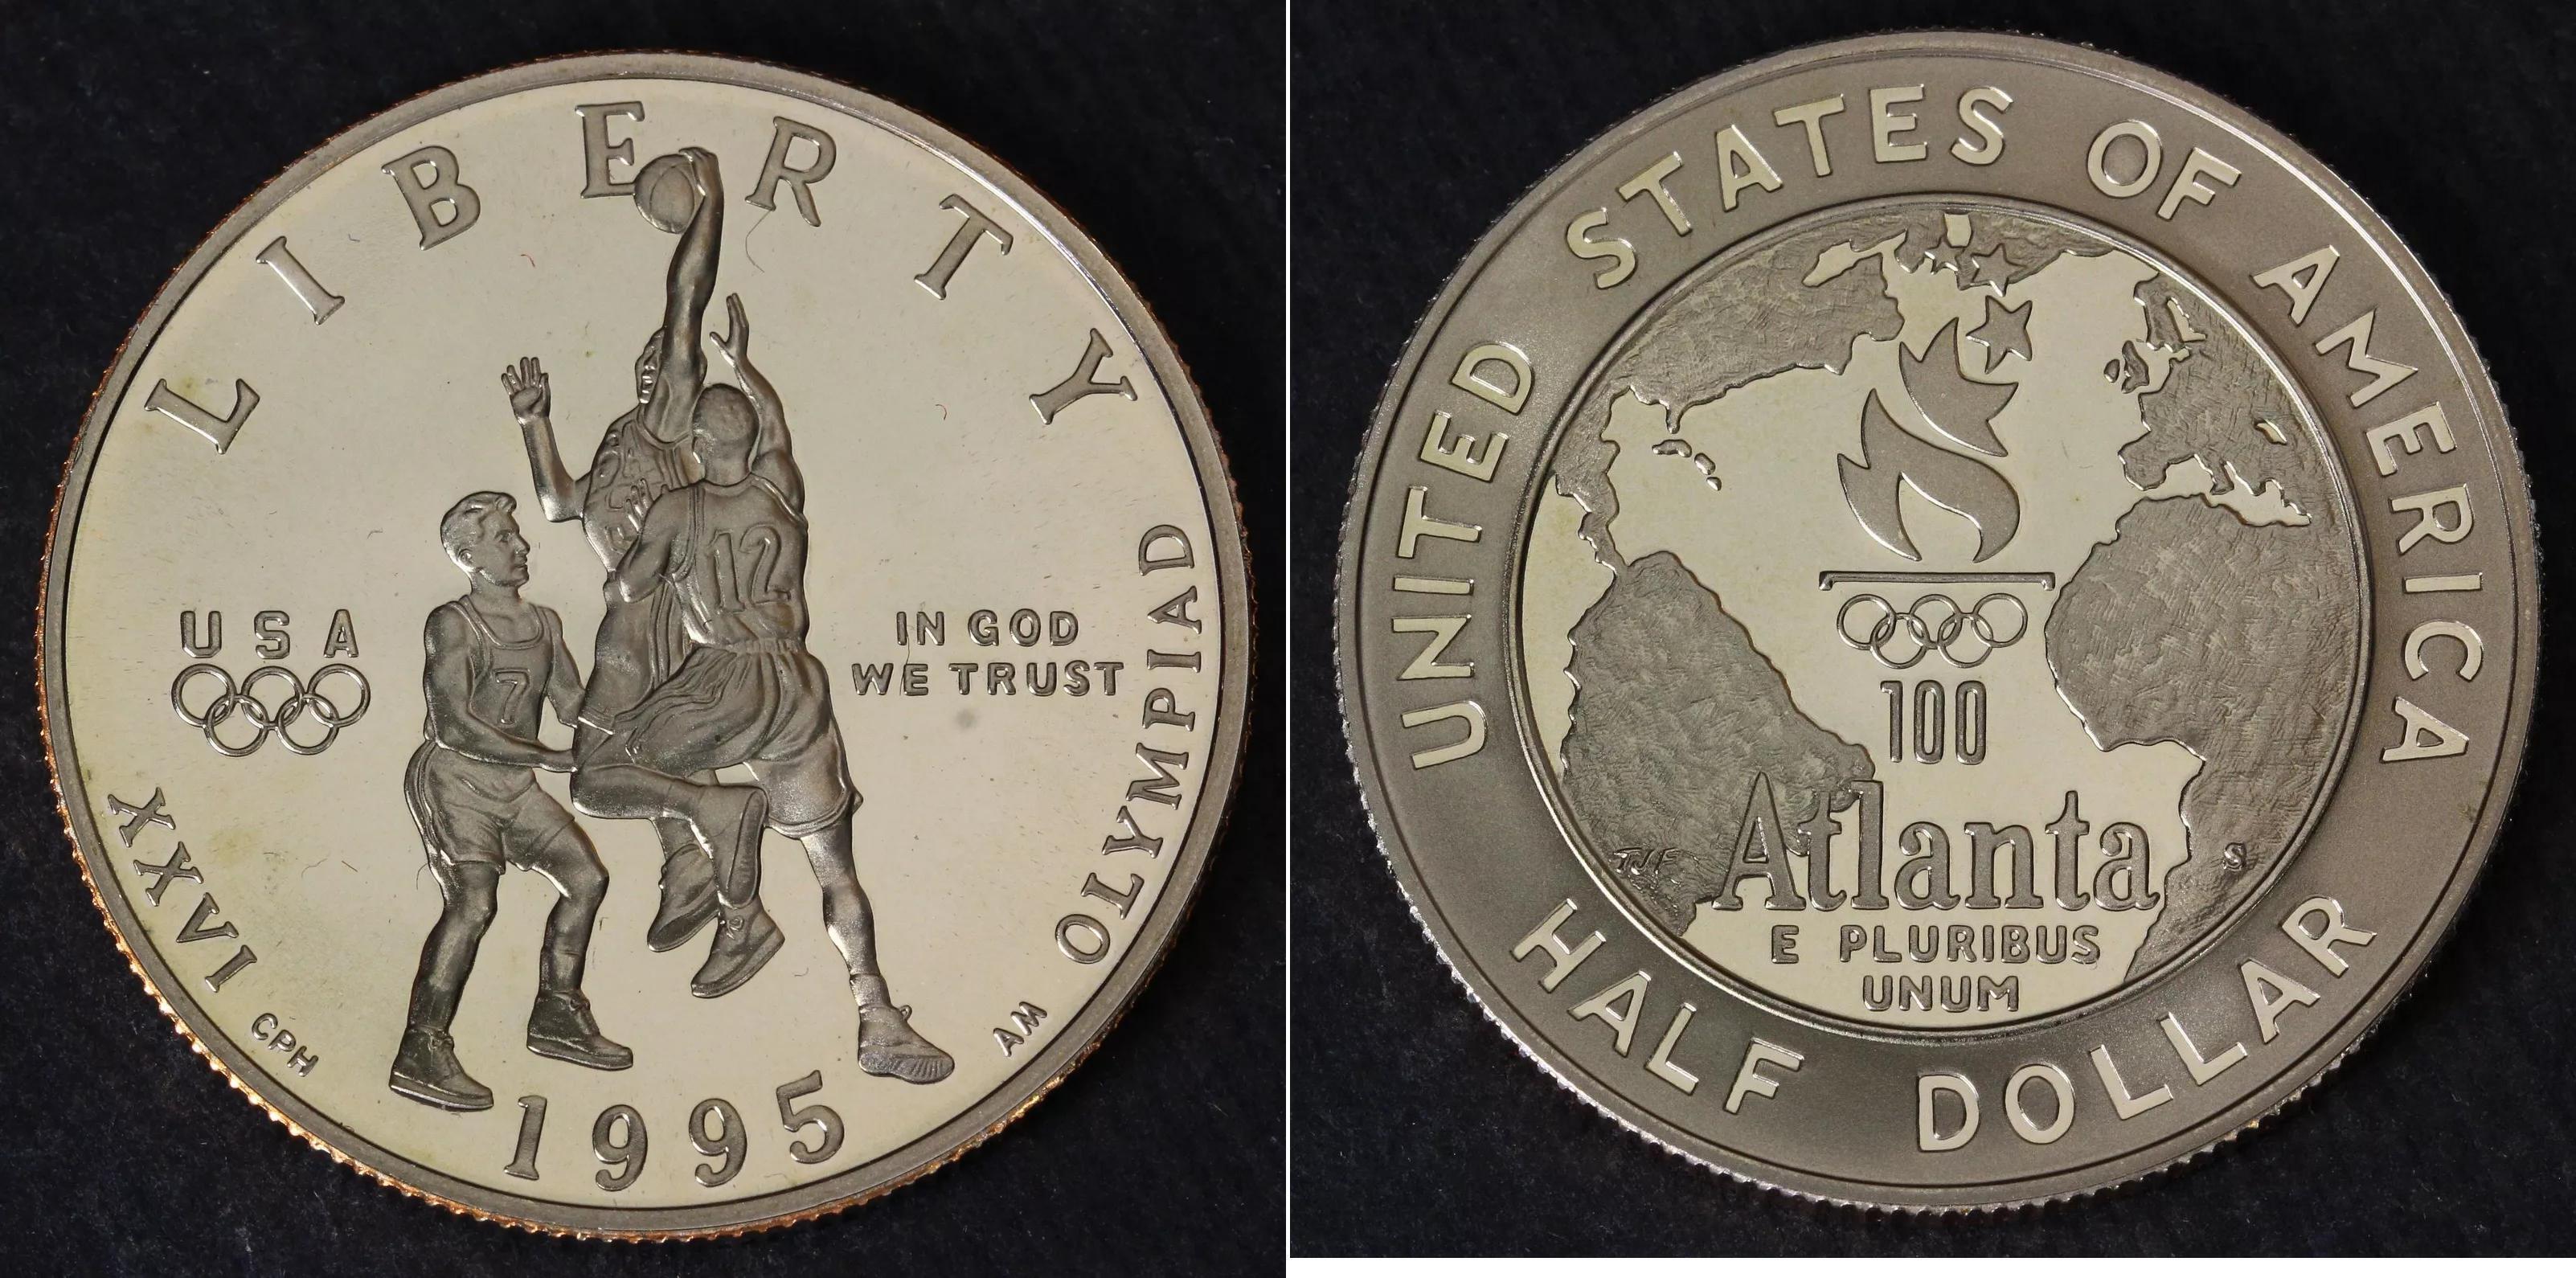 LIBERTY
USA
IN GOD
WE TRUST
12
7
XXVI
OLYMPIAD
CPH
AM
1995
UNITED STATES OF AMERICA
100
Atlanta
TJF
S
E PLURIBUS
UNUM
HALF DOLLAR